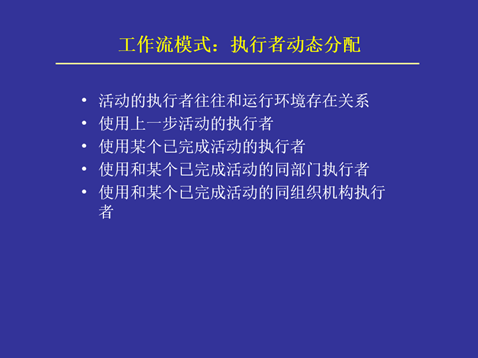 工作流模式：执行者动态分配
• 活动的执行者往往和运行环境存在关系
• 使用上一步活动的执行者
• 使用某个已完成活动的执行者
• 使用和某个已完成活动的同部门执行者
• 使用和某个已完成活动的同组织机构执行
者